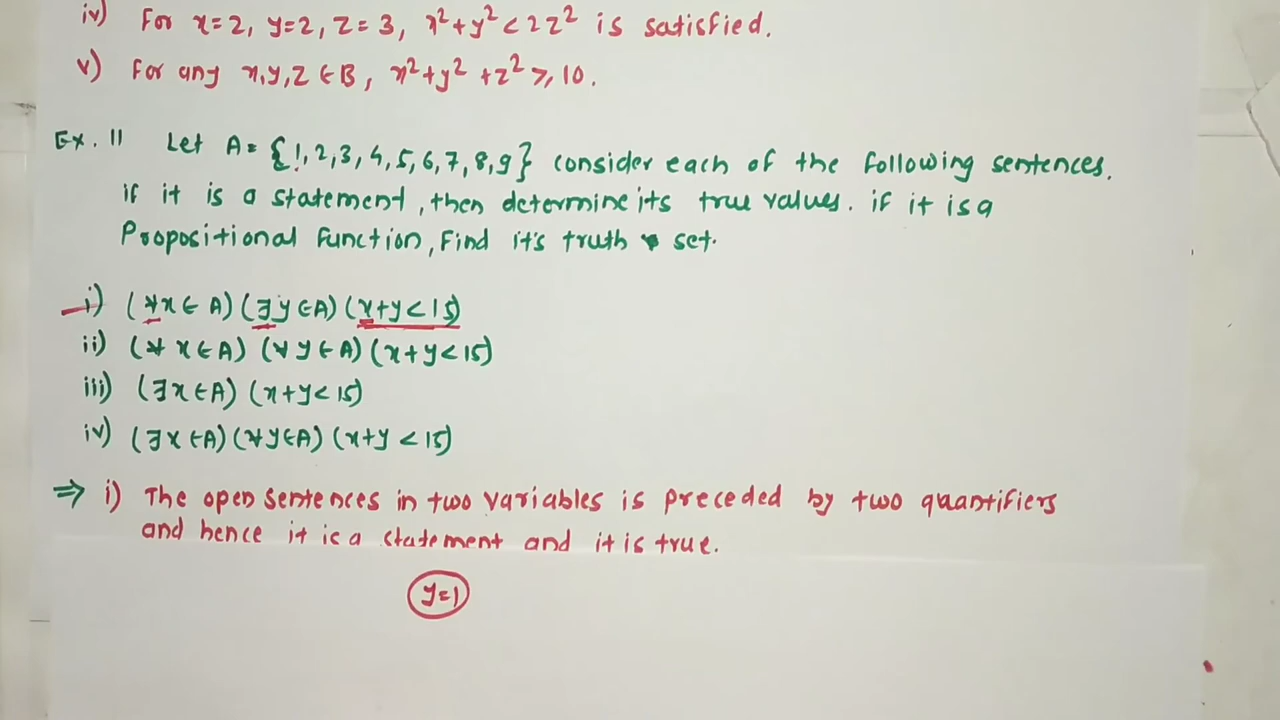 iv) For x=2, y=2, z=3, x²+y²<2z² is satisfied.
v) For any x,y,z ∈ B, x²+y²+z² ⩾ 10.
Ex. 11 Let A= {1,2,3,4,5,6,7,8,9} consider each of the following sentences.
if it is a statement, then determine its true values. if it is a
Propositional function, Find it's truth set.
i) (∀x∈A)(∃y∈A)(x+y<15)
ii) (∀x∈A) (∀y∈A)(x+y<15)
iii) (∃x∈A) (x+y<15)
iv) (∃x∈A)(∀y∈A) (x+y <15)
⇒ i) The open sentences in two variables is preceded by two quantifiers
and hence it is a statement and it is true.
y=1